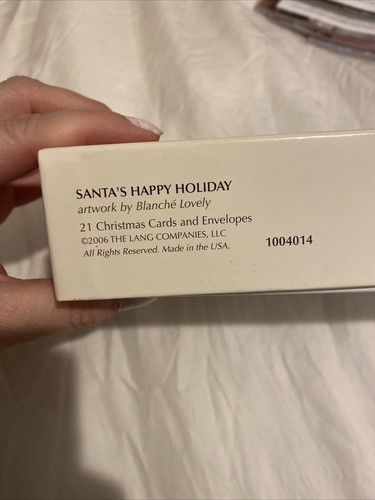 SANTA'S HAPPY HOLIDAY
artwork by Blanché Lovely
21 Christmas Cards and Envelopes
©2006 THE LANG COMPANIES, LLC
All Rights Reserved. Made in the USA.
1004014